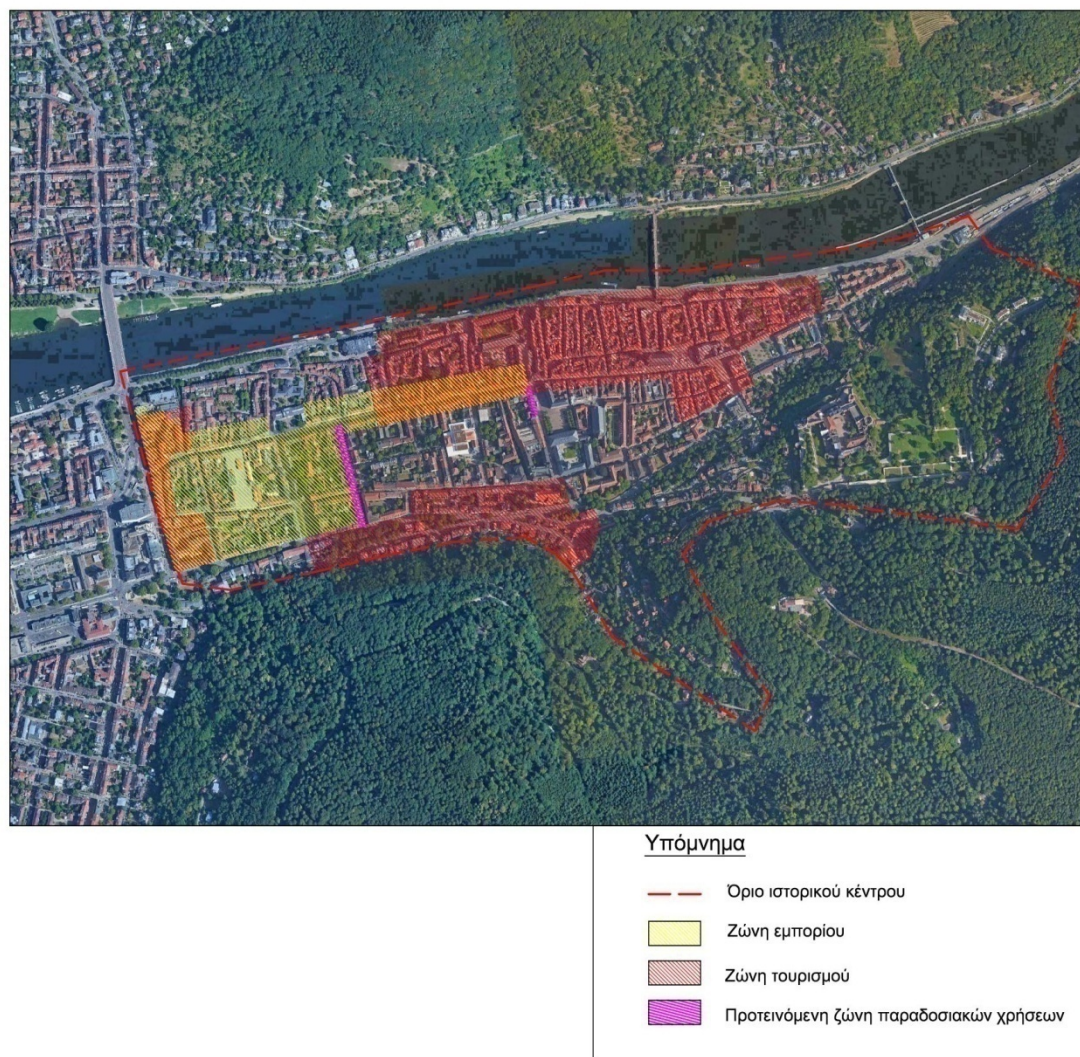 Υπόμνημα
Όριο ιστορικού κέντρου
Ζώνη εμπορίου
Ζώνη τουρισμού
Προτεινόμενη ζώνη παραδοσιακών χρήσεων